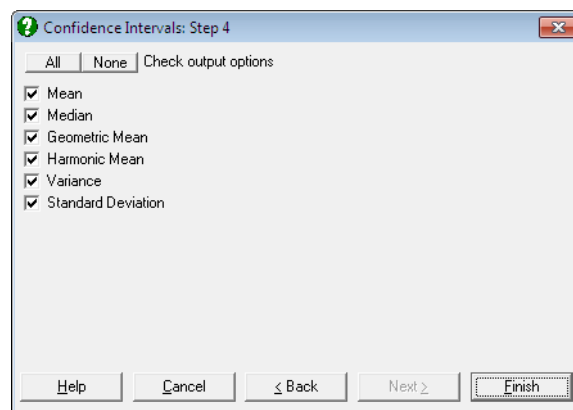 Confidence Intervals: Step 4
All None Check output options
Mean
Median
Geometric Mean
Harmonic Mean
Variance
Standard Deviation
Help Cancel < Back Next > Finish